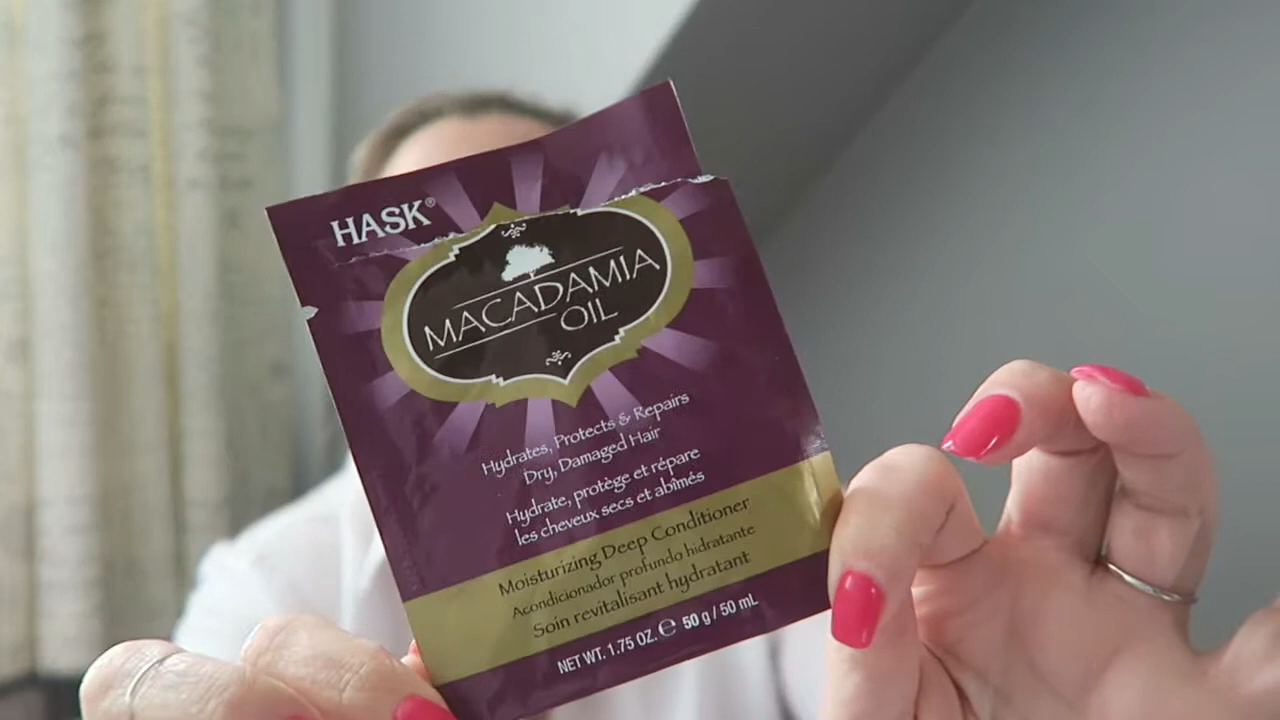 HASK®
MACADAMIA
OIL
Hydrates, Protects & Repairs
Dry, Damaged Hair
Hydrate, protège et répare
les cheveux secs et abîmés
Moisturizing Deep Conditioner
Acondicionador profundo hidratante
Soin revitalisant hydratant
NET WT. 1.75 OZ. ℮ 50 g / 50 mL